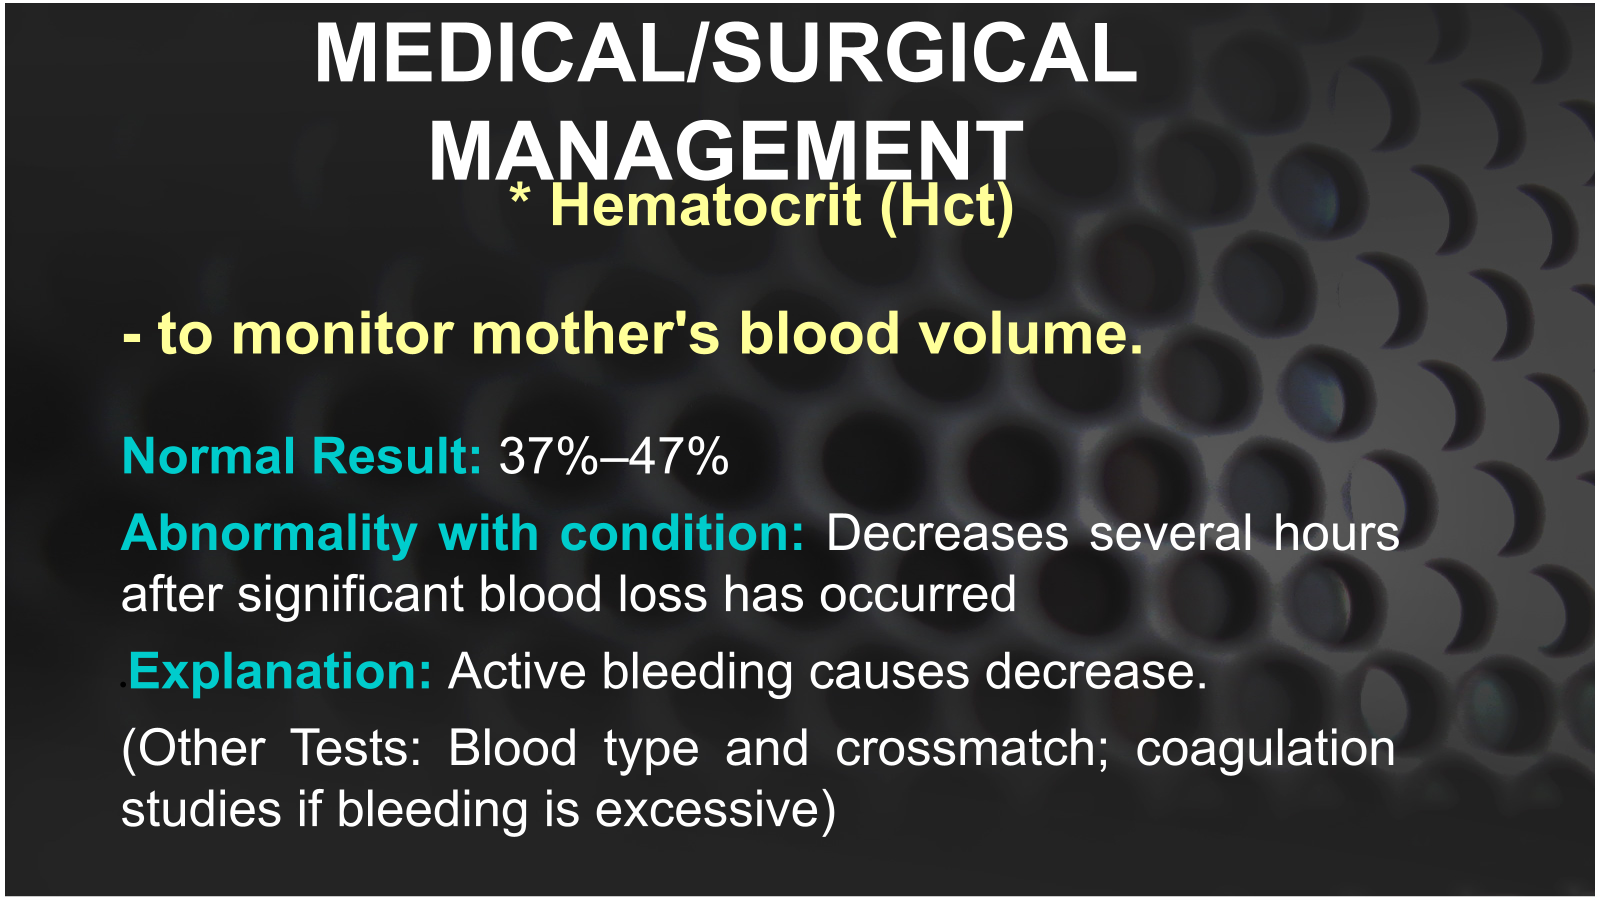 MEDICAL/SURGICAL
MANAGEMENT
* Hematocrit (Hct)
- to monitor mother's blood volume.
Normal Result: 37%–47%
Abnormality with condition: Decreases several hours
after significant blood loss has occurred
.Explanation: Active bleeding causes decrease.
(Other Tests: Blood type and crossmatch; coagulation
studies if bleeding is excessive)